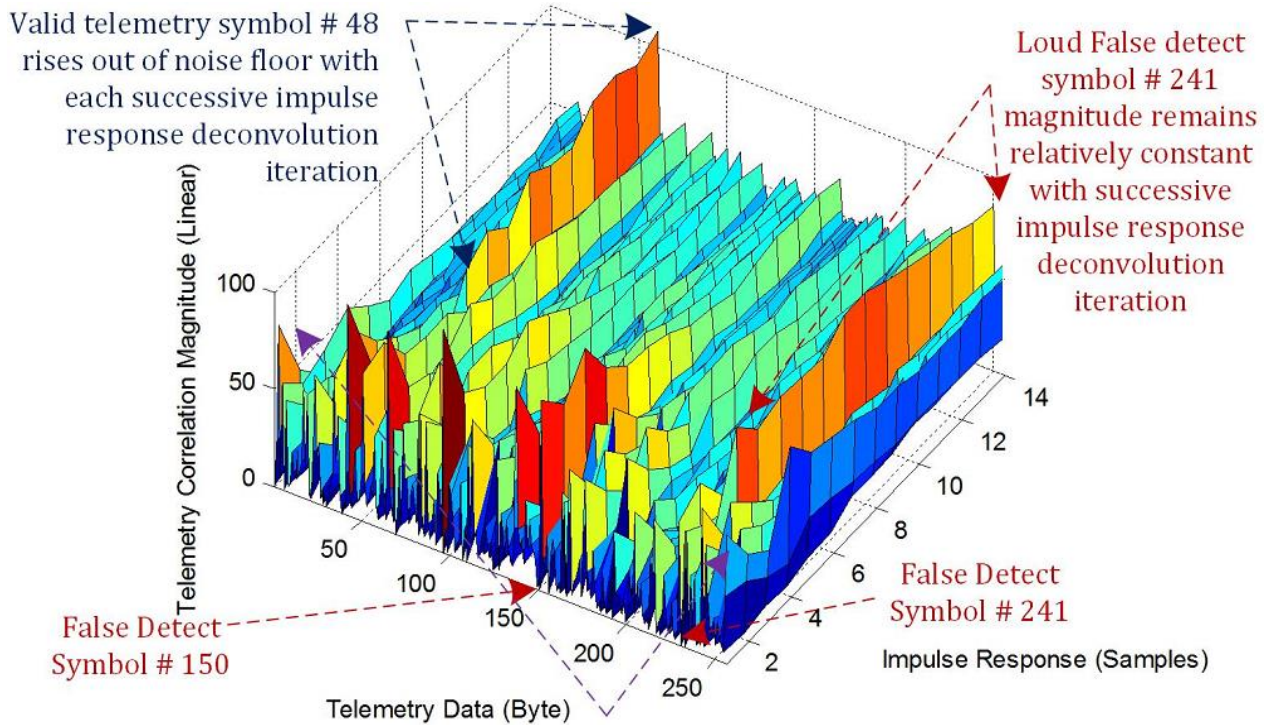 Valid telemetry symbol # 48
rises out of noise floor with
each successive impulse
response deconvolution
iteration
Loud False detect
symbol # 241
magnitude remains
relatively constant
with successive
impulse response
deconvolution
iteration
Telemetry Correlation Magnitude (Linear)
100
50
0
50
100
150
200
250
Telemetry Data (Byte)
2
4
6
8
10
12
14
Impulse Response (Samples)
False Detect
Symbol # 150
False Detect
Symbol # 241